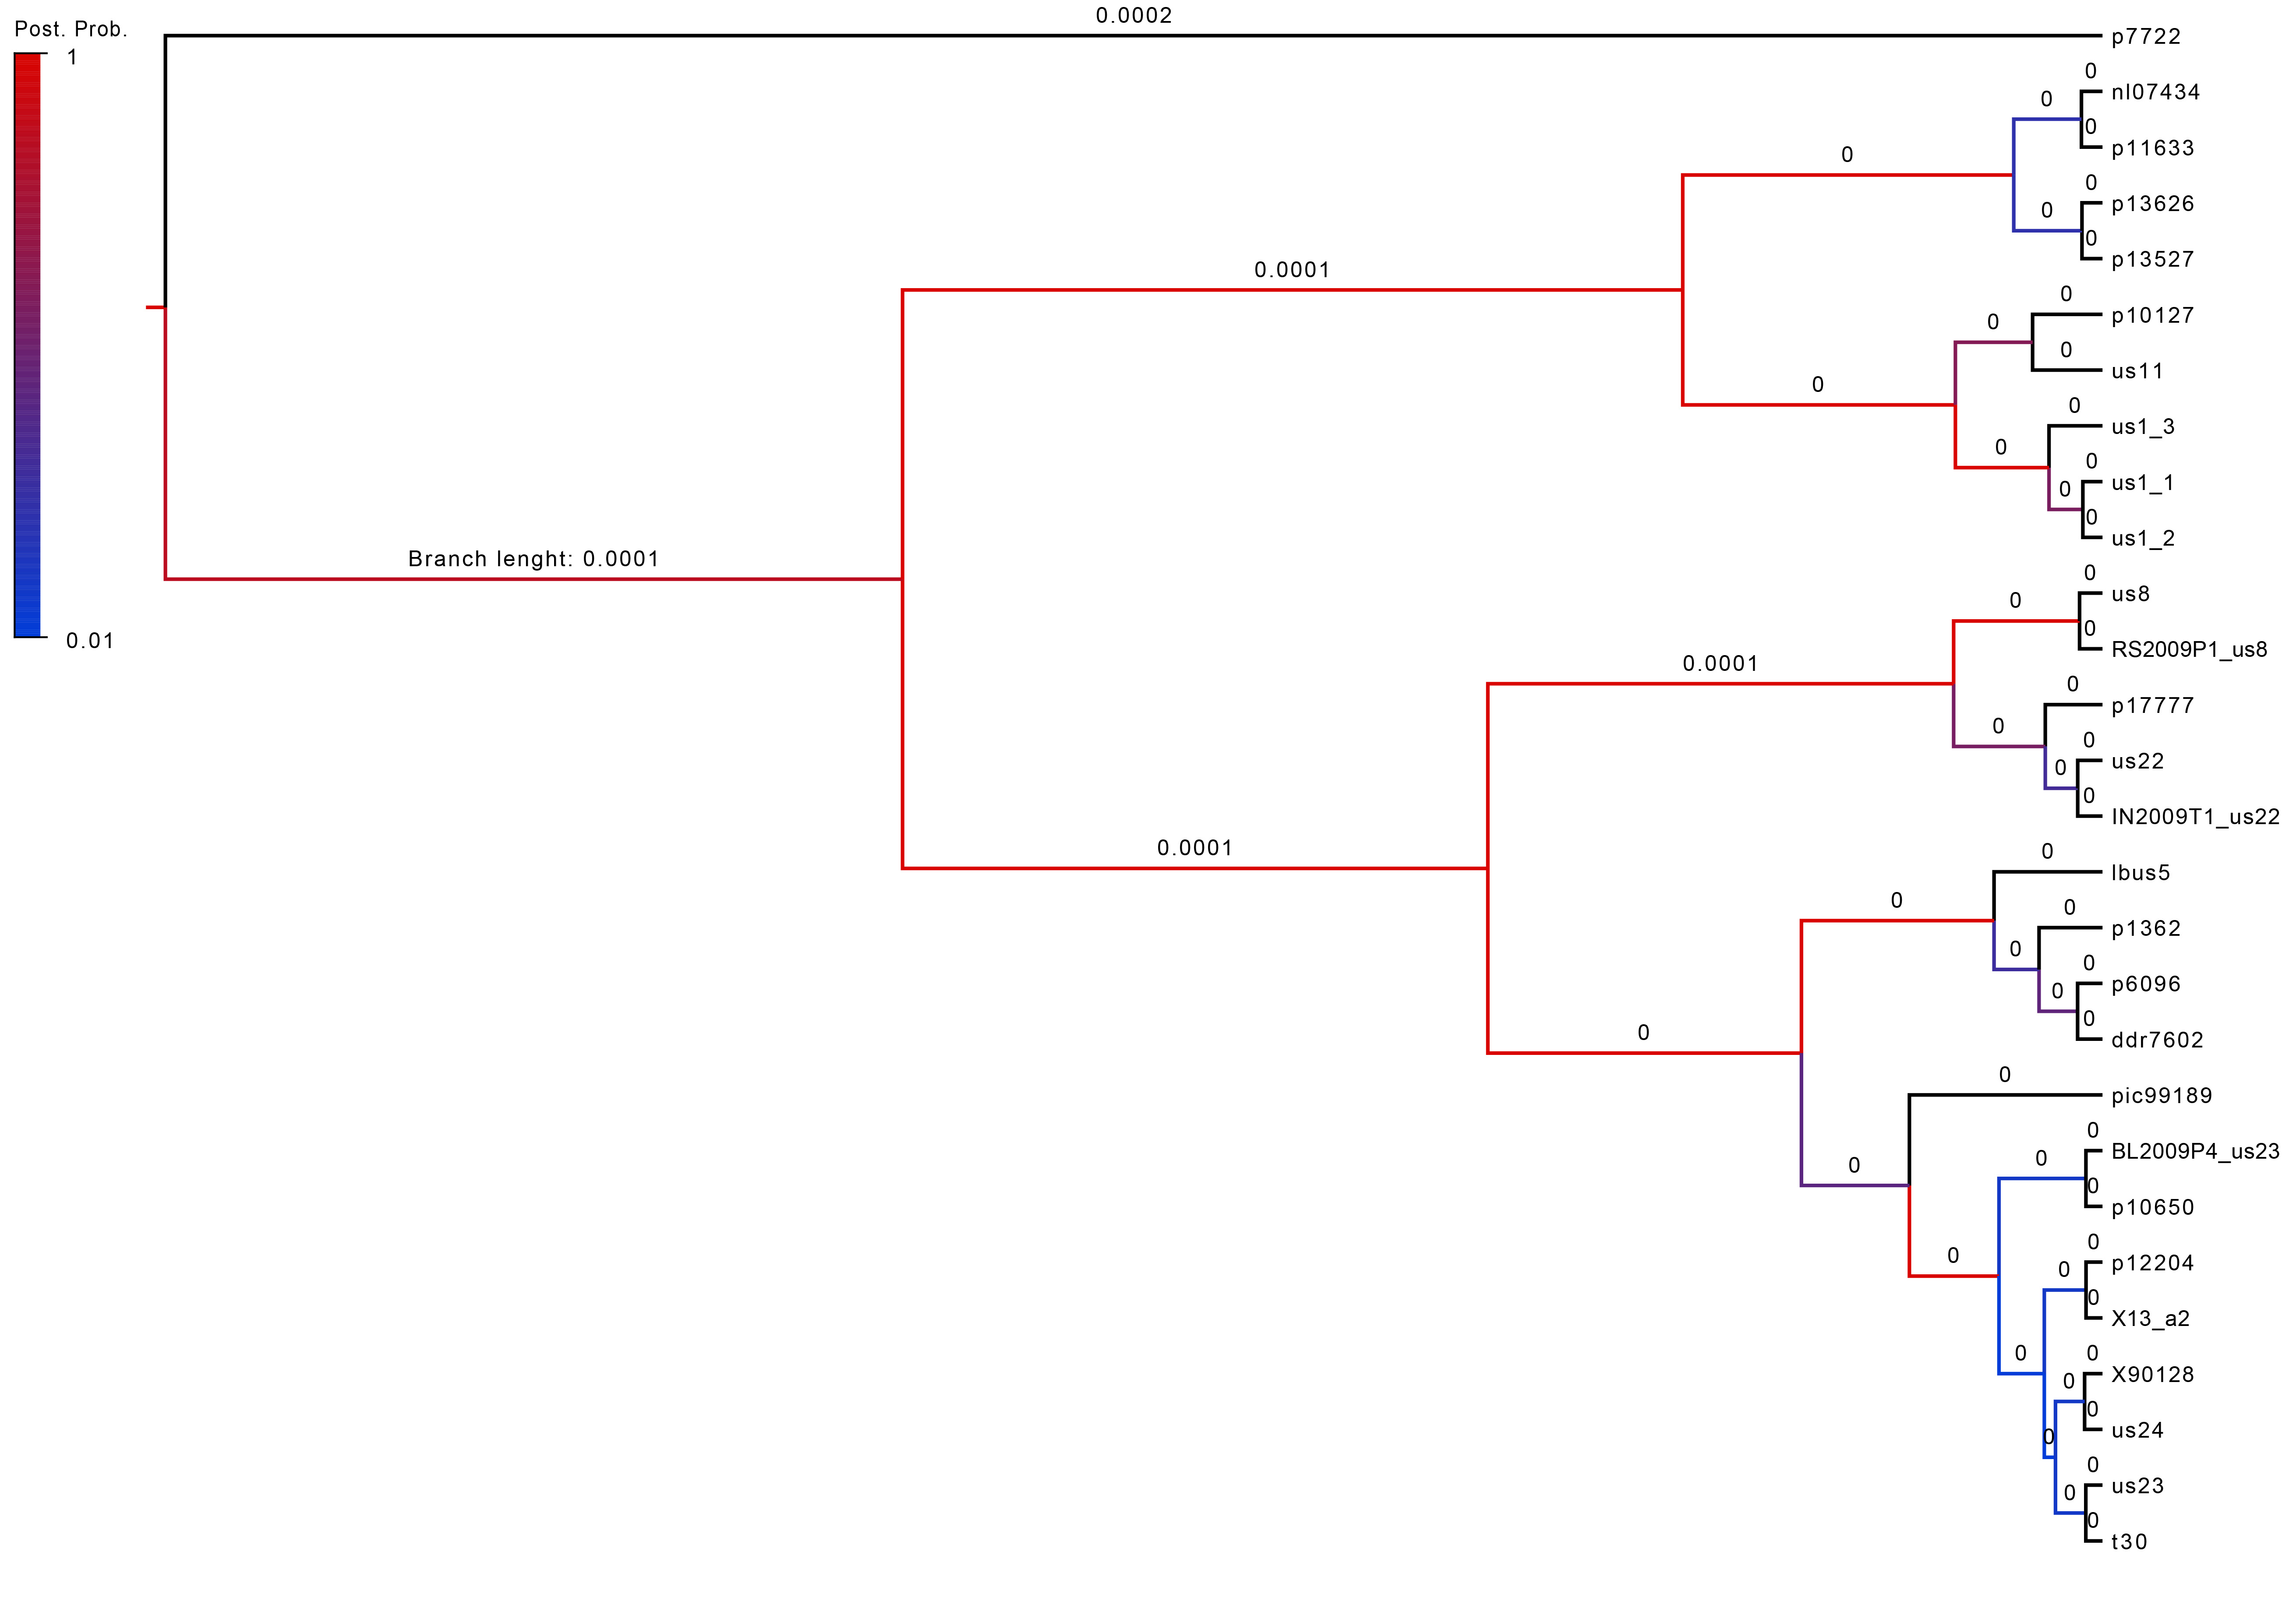 0.0002
Post. Prob.
p7722
1
0
nl07434
0
0
p11633
0
0
p13626
0
0
p13527
0.0001
0
p10127
0
0
us11
0
0
us1_3
0
0
us1_1
0
0
us1_2
Branch lenght: 0.0001
0
us8
0
0
RS2009P1_us8
0.01
0.0001
0
p17777
0
0
us22
0
0
IN2009T1_us22
0.0001
0
lbus5
0
0
p1362
0
0
p6096
0
0
ddr7602
0
0
pic99189
0
BL2009P4_us23
0
0
p10650
0
0
p12204
0
0
X13_a2
0
0
0
X90128
0
0
us24
0
0
us23
0
0
t30